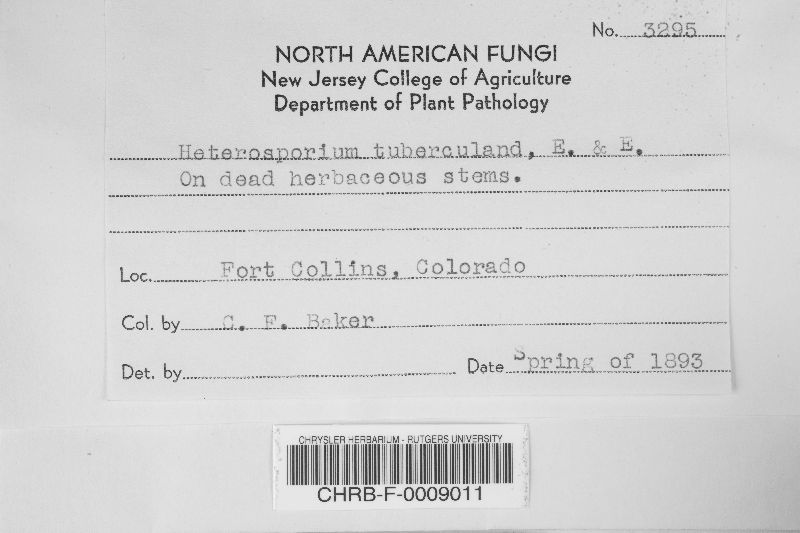 No. 3295
NORTH AMERICAN FUNGI
New Jersey College of Agriculture
Department of Plant Pathology
Heterosporium tuberculand, E. & E.
On dead herbaceous stems.
Loc. Fort Collins, Colorado
Col. by C. F. Baker
Det. by
Date Spring of 1893
CHRYSLER HERBARIUM - RUTGERS UNIVERSITY
CHRB-F-0009011